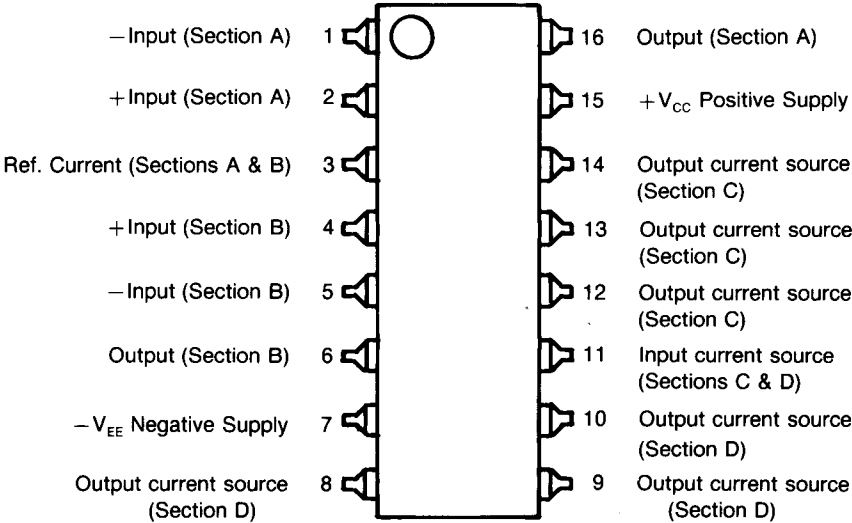 −Input (Section A) 1
+Input (Section A) 2
Ref. Current (Sections A & B) 3
+Input (Section B) 4
−Input (Section B) 5
Output (Section B) 6
−VEE Negative Supply 7
Output current source 8
(Section D)
16 Output (Section A)
15 +VCC Positive Supply
14 Output current source
(Section C)
13 Output current source
(Section C)
12 Output current source
(Section C)
11 Input current source
(Sections C & D)
10 Output current source
(Section D)
9 Output current source
(Section D)